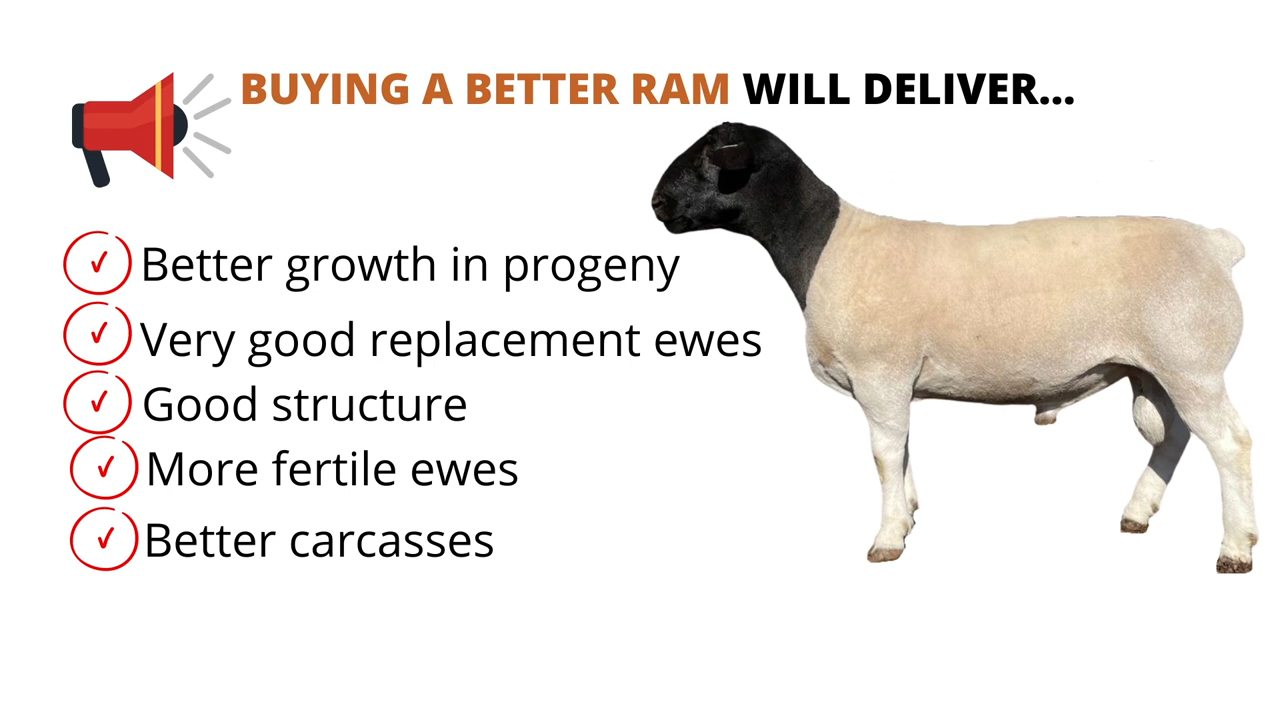 BUYING A BETTER RAM WILL DELIVER...
Better growth in progeny
Very good replacement ewes
Good structure
More fertile ewes
Better carcasses